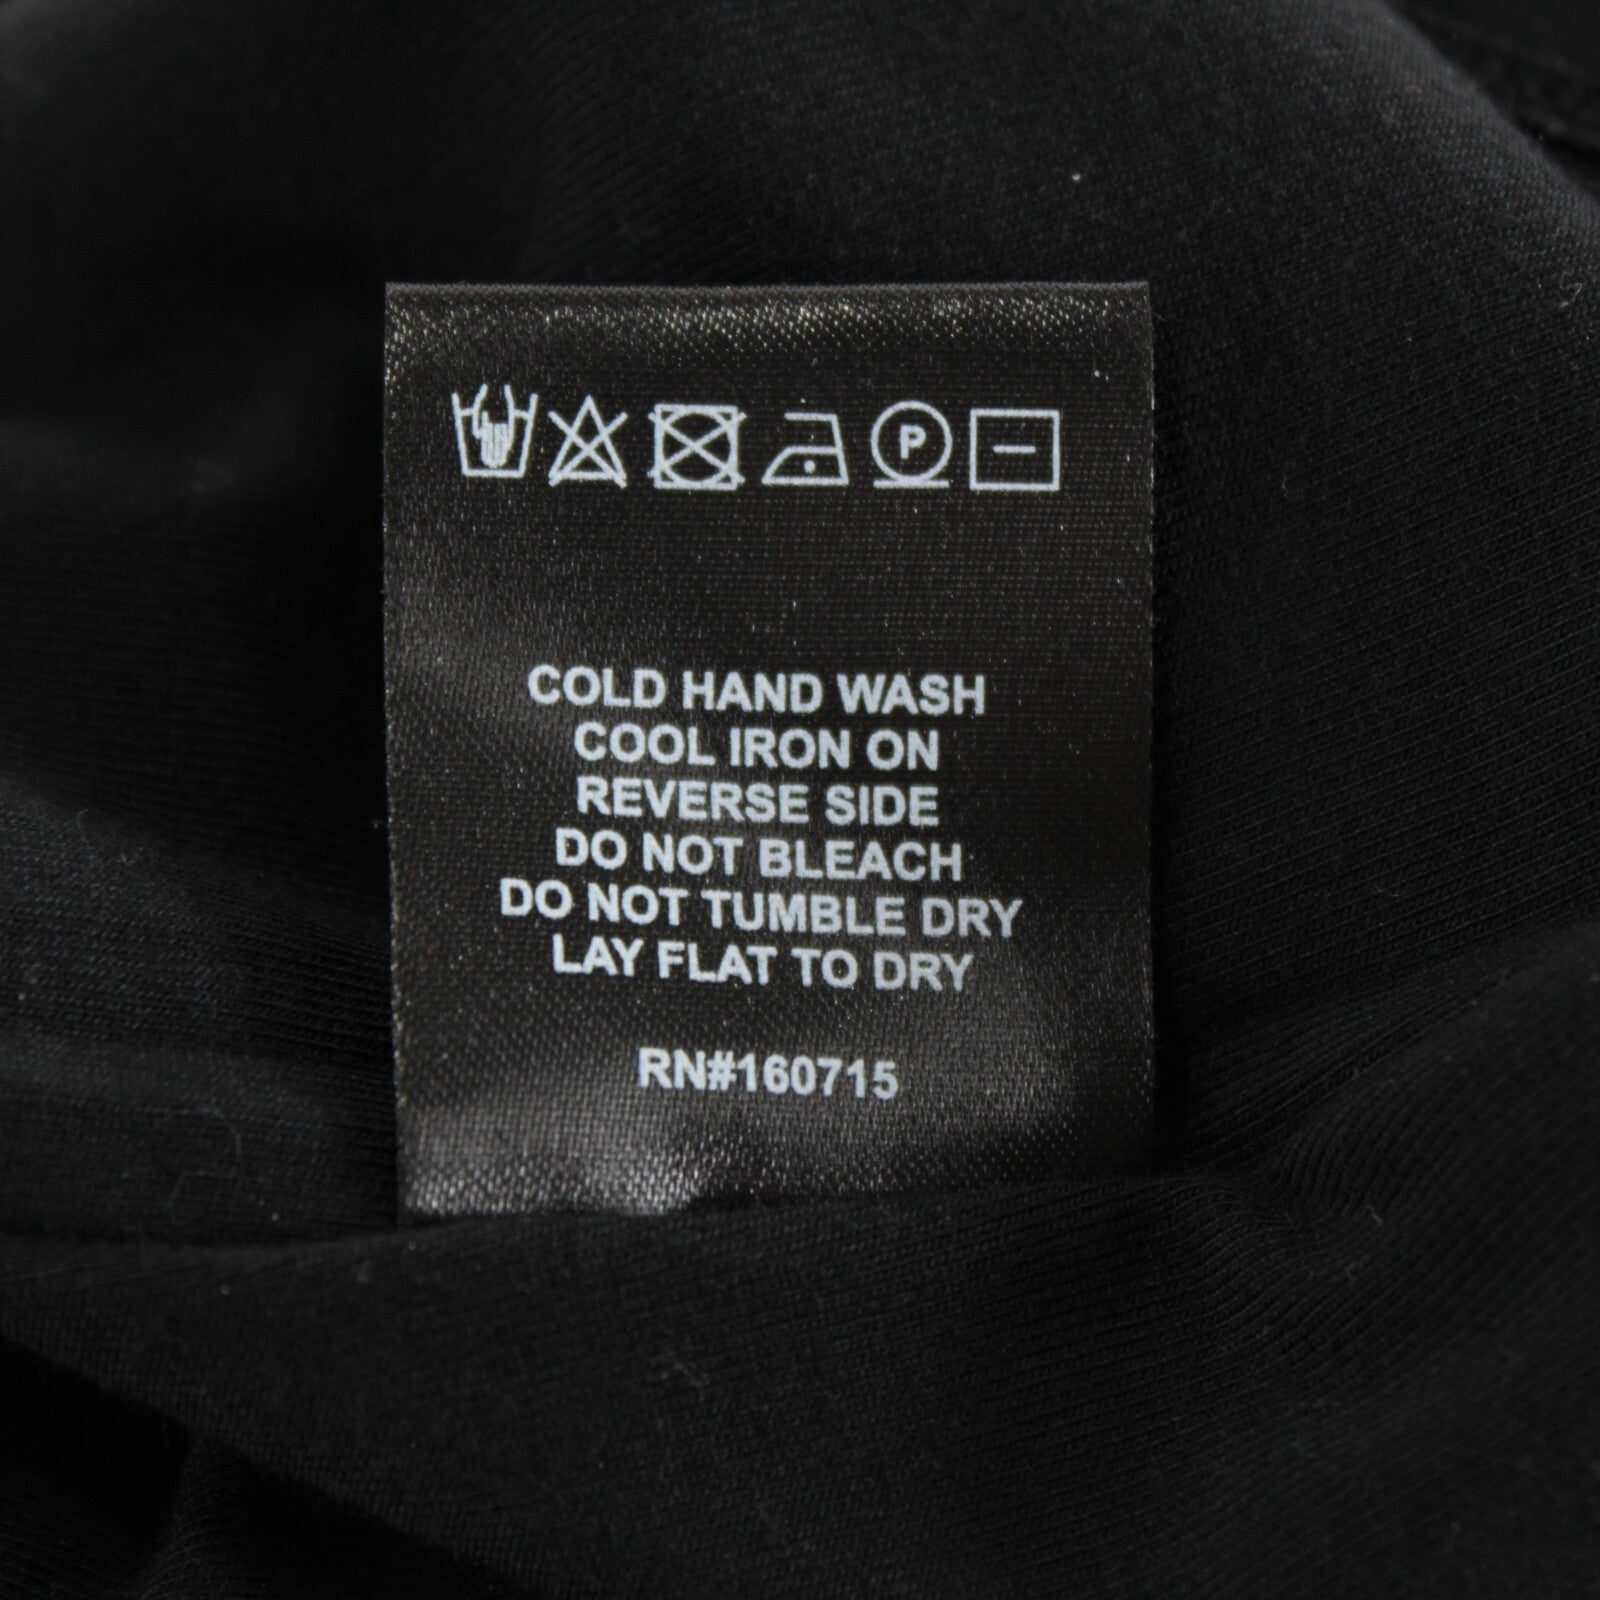 P
COLD HAND WASH
COOL IRON ON
REVERSE SIDE
DO NOT BLEACH
DO NOT TUMBLE DRY
LAY FLAT TO DRY
RN#160715